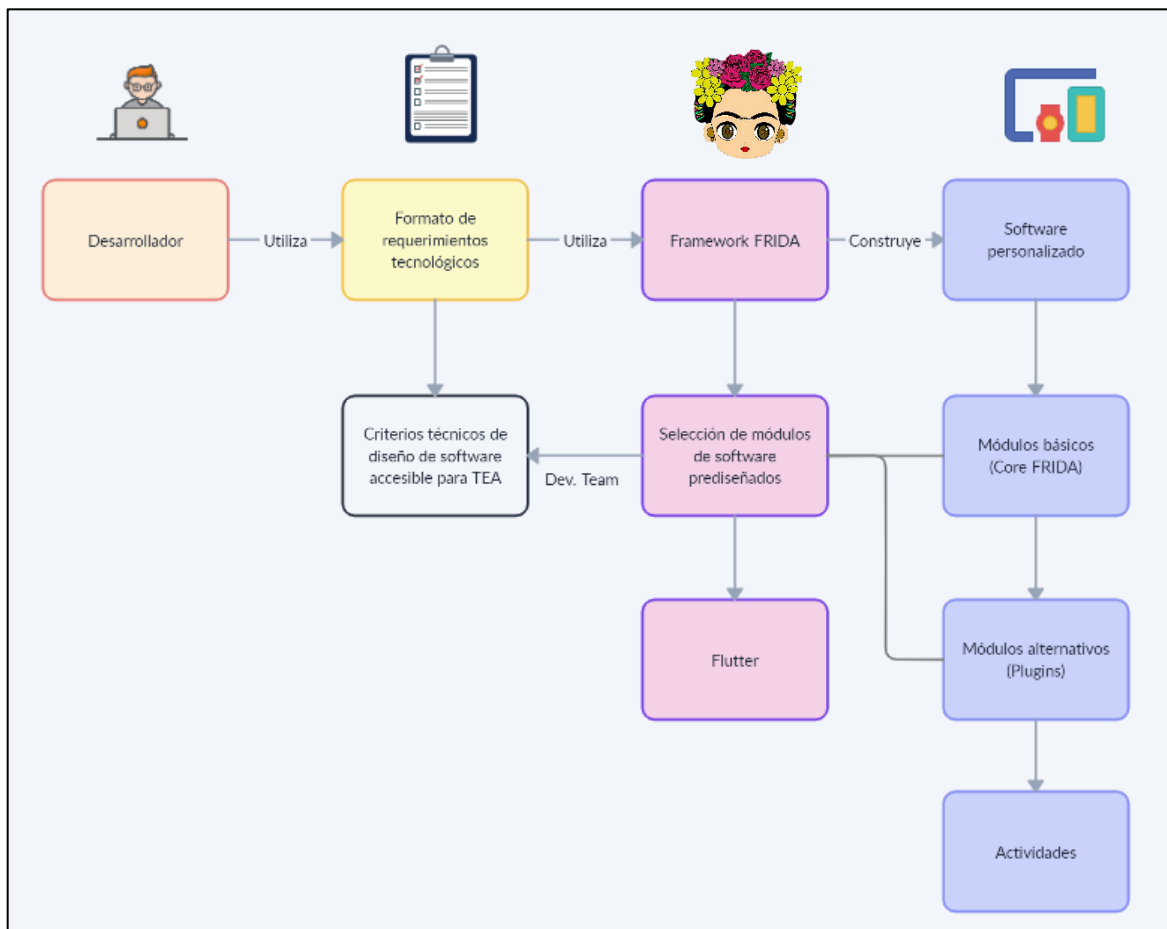 Desarrollador
Utiliza
Formato de
requerimientos
tecnológicos
Utiliza
Framework FRIDA
Construye
Software
personalizado
Criterios técnicos de
diseño de software
accesible para TEA
Dev. Team
Selección de módulos
de software
prediseñados
Módulos básicos
(Core FRIDA)
Flutter
Módulos alternativos
(Plugins)
Actividades